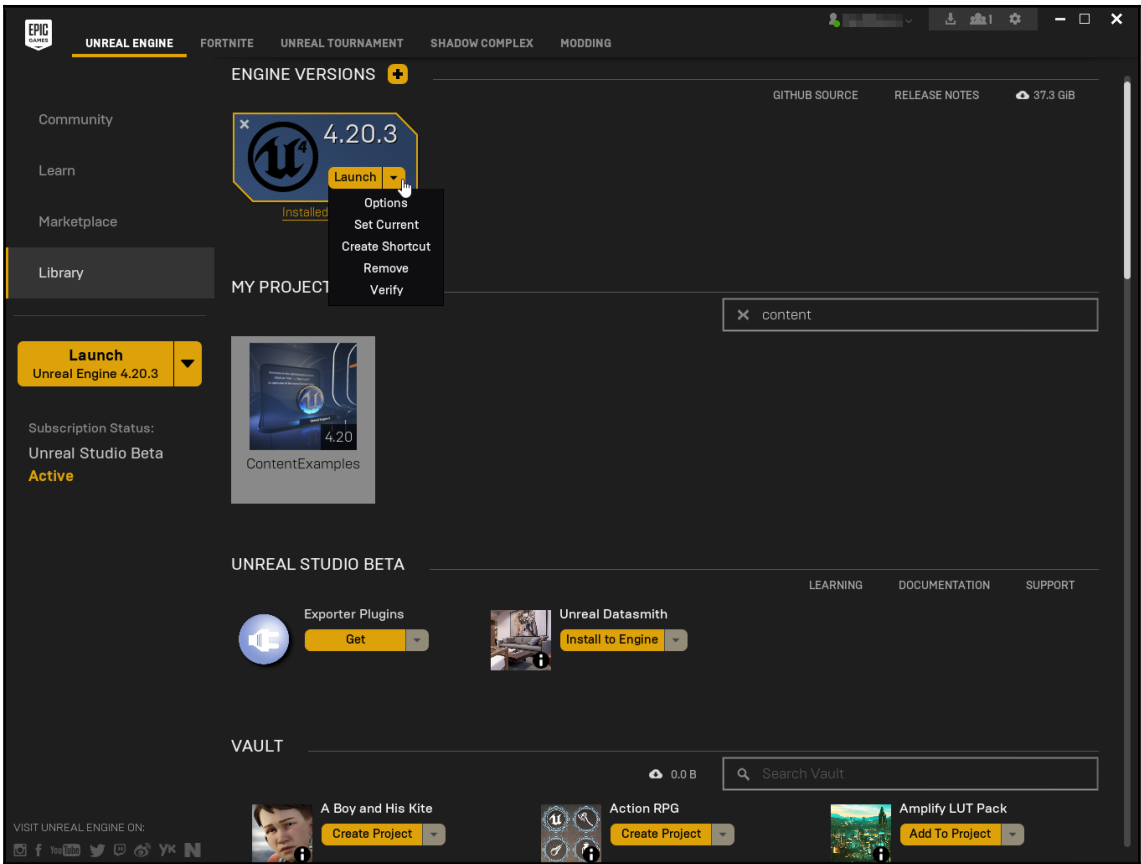 EPIC
GAMES
UNREAL ENGINE
FORTNITE
UNREAL TOURNAMENT
SHADOW COMPLEX
MODDING
1
ENGINE VERSIONS
GITHUB SOURCE
RELEASE NOTES
37.3 GiB
Community
Learn
Marketplace
Library
4.20.3
Launch
Installed
Options
Set Current
Create Shortcut
Remove
Verify
MY PROJECT
content
Launch
Unreal Engine 4.20.3
Subscription Status:
Unreal Studio Beta
Active
4.20
ContentExamples
UNREAL STUDIO BETA
LEARNING
DOCUMENTATION
SUPPORT
Exporter Plugins
Get
Unreal Datasmith
Install to Engine
VAULT
0.0 B
Search Vault
A Boy and His Kite
Create Project
Action RPG
Create Project
Amplify LUT Pack
Add To Project
VISIT UNREAL ENGINE ON:
YouTube